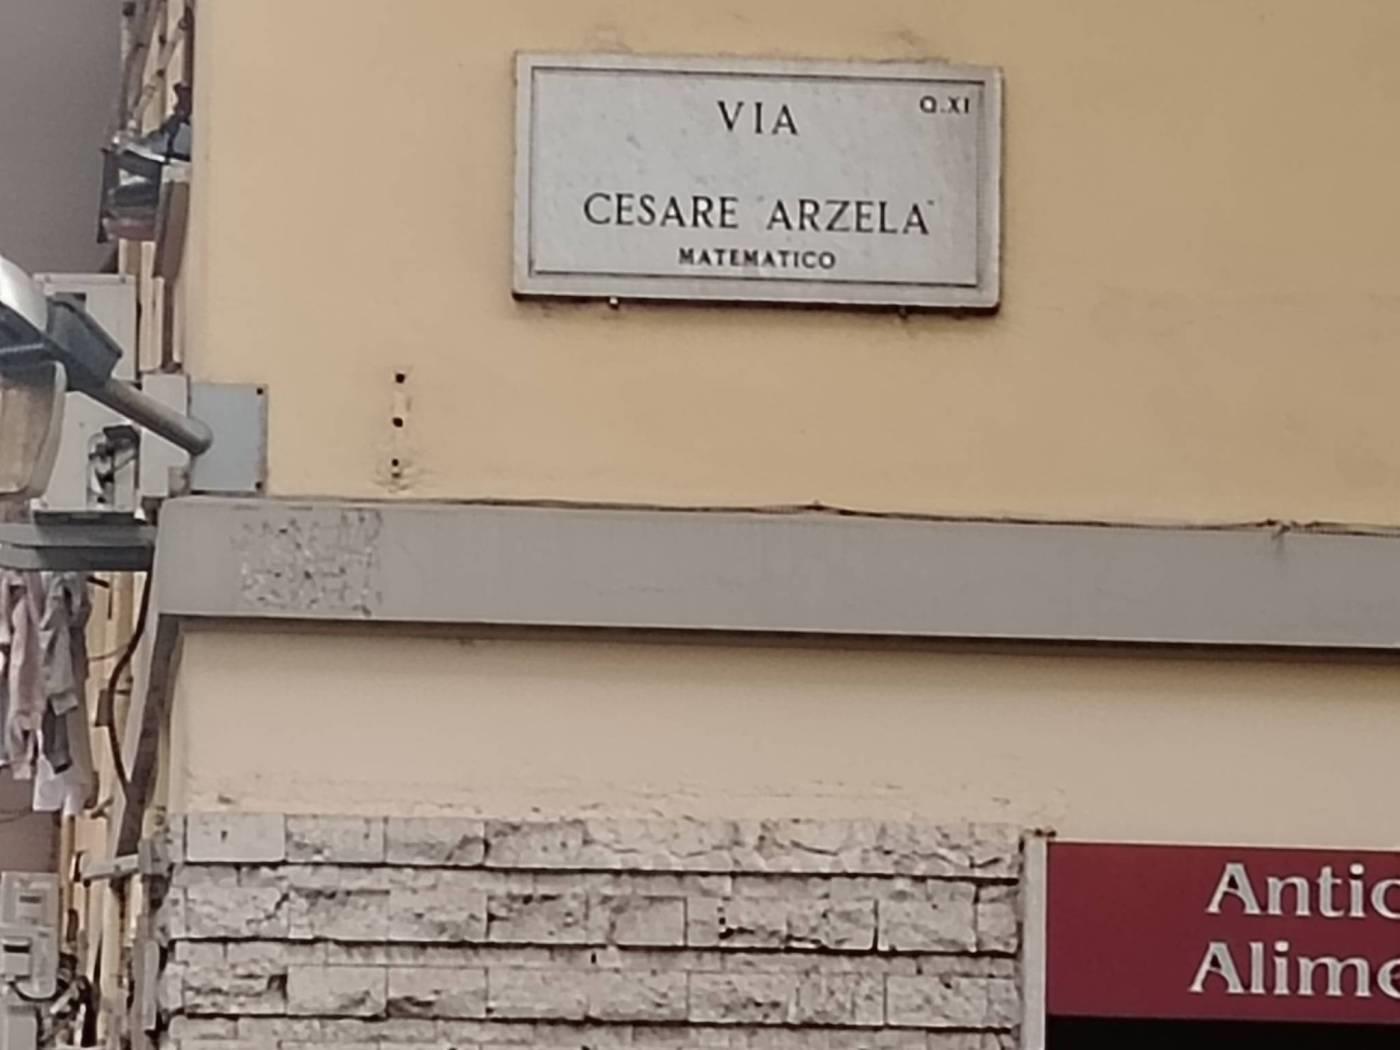 VIA
Q.XI
CESARE ARZELA`
MATEMATICO
Antic
Alime